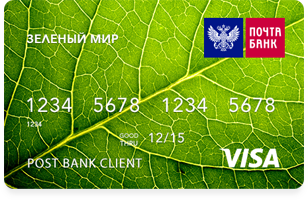 ЗЕЛЕНЫЙ МИР
ПОЧТА
БАНК
1234 5678 1234 5678
1234
GOOD
THRU 12/15
POST BANK CLIENT
VISA